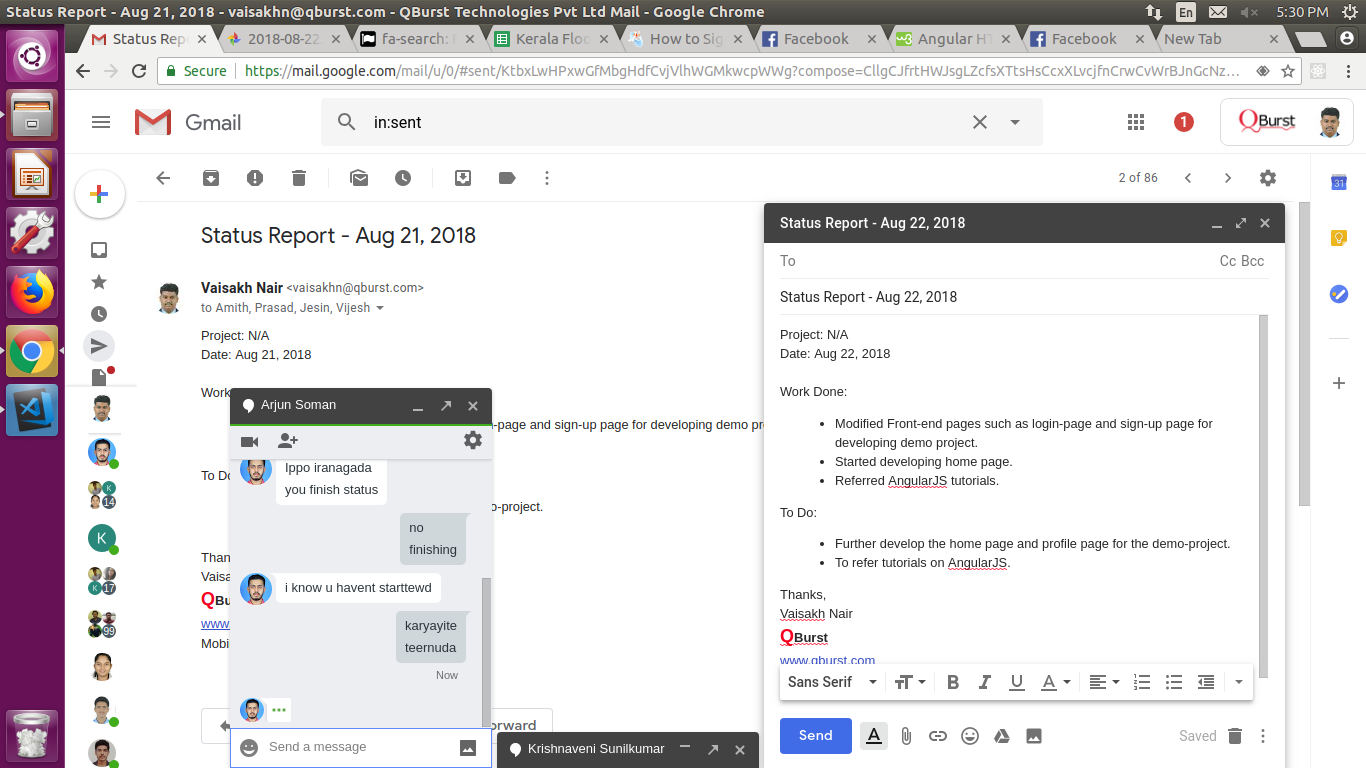 Status Report - Aug 21, 2018 - vaisakhn@qburst.com - QBurst Technologies Pvt Ltd Mail - Google Chrome
En
5:30 PM
Status Repo
2018-08-22
fa-search: F
Kerala Floo
How to Sig
Facebook
Angular HT
Facebook
New Tab
Secure
https://mail.google.com/mail/u/0/#sent/KtbxLwHPxwGfMbgHdfCvjVlhWGMkwcpWWg?compose=CllgCJfrtHWJsgLZcfsXTtsHsCcxXLvcjfnCrwCvWrBJnGcNz...
Gmail
in:sent
1
QBurst
2 of 86
31
Status Report - Aug 21, 2018
Vaisakh Nair <vaisakhn@qburst.com>
to Amith, Prasad, Jesin, Vijesh
Project: N/A
Date: Aug 21, 2018
Work
-page and sign-up page for developing demo pr
To Do
o-project.
Than
Vaisa
QBu
www.
Mobi
orward
K
14
K
K
17
99
Arjun Soman
Ippo iranagada
you finish status
no
finishing
i know u havent starttewd
karyayite
teernuda
Now
Send a message
Krishnaveni Sunilkumar
Status Report - Aug 22, 2018
To
Cc Bcc
Status Report - Aug 22, 2018
Project: N/A
Date: Aug 22, 2018
Work Done:
Modified Front-end pages such as login-page and sign-up page for
developing demo project.
Started developing home page.
Referred AngularJS tutorials.
To Do:
Further develop the home page and profile page for the demo-project.
To refer tutorials on AngularJS.
Thanks,
Vaisakh Nair
QBurst
www.qburst.com
Sans Serif
B I U A
Send
A
Saved